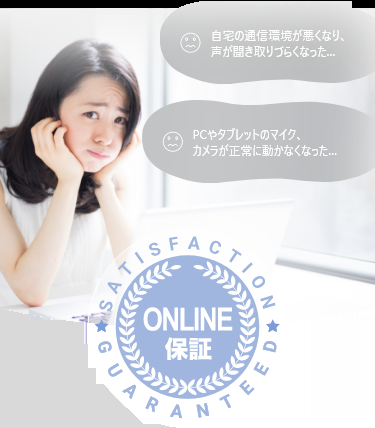 自宅の通信環境が悪くなり、
声が聞き取りづらくなった...
PCやタブレットのマイク、
カメラが正常に動かなくなった...
SATISFACTION
ONLINE
保証
GUARANTEED